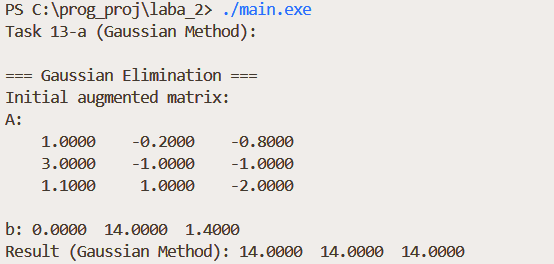 PS C:\prog_proj\laba_2> ./main.exe
Task 13-a (Gaussian Method):
=== Gaussian Elimination ===
Initial augmented matrix:
A:
1.0000 -0.2000 -0.8000
3.0000 -1.0000 -1.0000
1.1000 1.0000 -2.0000
b: 0.0000 14.0000 1.4000
Result (Gaussian Method): 14.0000 14.0000 14.0000